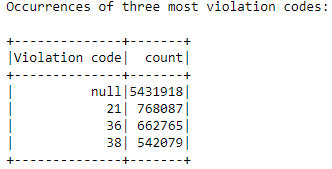 Occurrences of three most violation codes:
+--------------+-------+
|Violation code|  count|
+--------------+-------+
|          null|5431918|
|            21| 768087|
|            36| 662765|
|            38| 542079|
+--------------+-------+